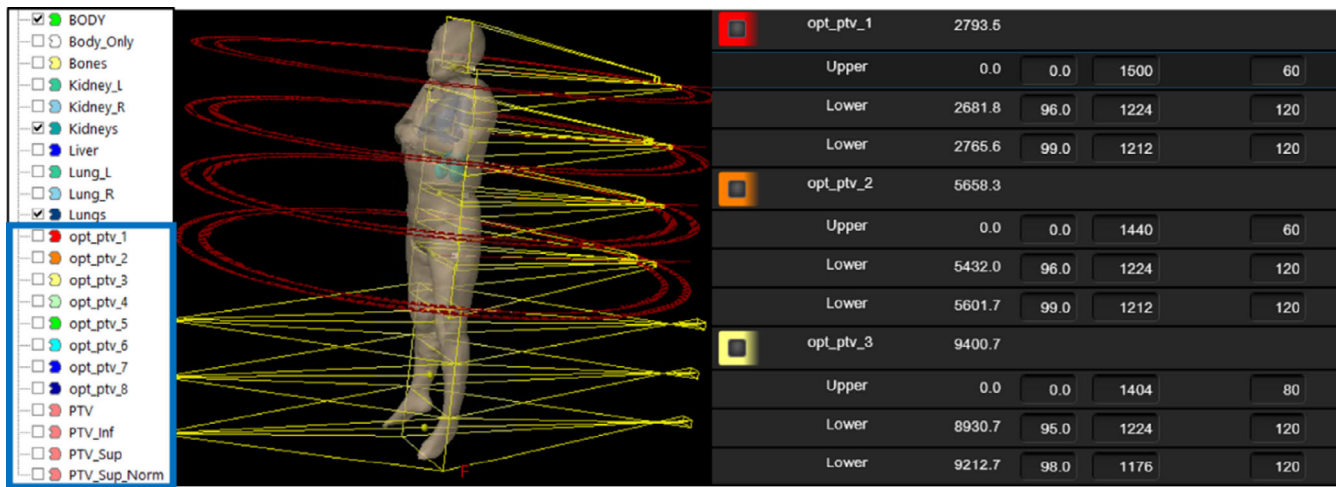 BODY
Body_Only
Bones
Kidney_L
Kidney_R
Kidneys
Liver
Lung_L
Lung_R
Lungs
opt_ptv_1
opt_ptv_2
opt_ptv_3
opt_ptv_4
opt_ptv_5
opt_ptv_6
opt_ptv_7
opt_ptv_8
PTV
PTV_Inf
PTV_Sup
PTV_Sup_Norm
F
opt_ptv_1 2793.5
Upper 0.0 0.0 1500 60
Lower 2681.8 96.0 1224 120
Lower 2765.6 99.0 1212 120
opt_ptv_2 5658.3
Upper 0.0 0.0 1440 60
Lower 5432.0 96.0 1224 120
Lower 5601.7 99.0 1212 120
opt_ptv_3 9400.7
Upper 0.0 0.0 1404 80
Lower 8930.7 95.0 1224 120
Lower 9212.7 98.0 1176 120